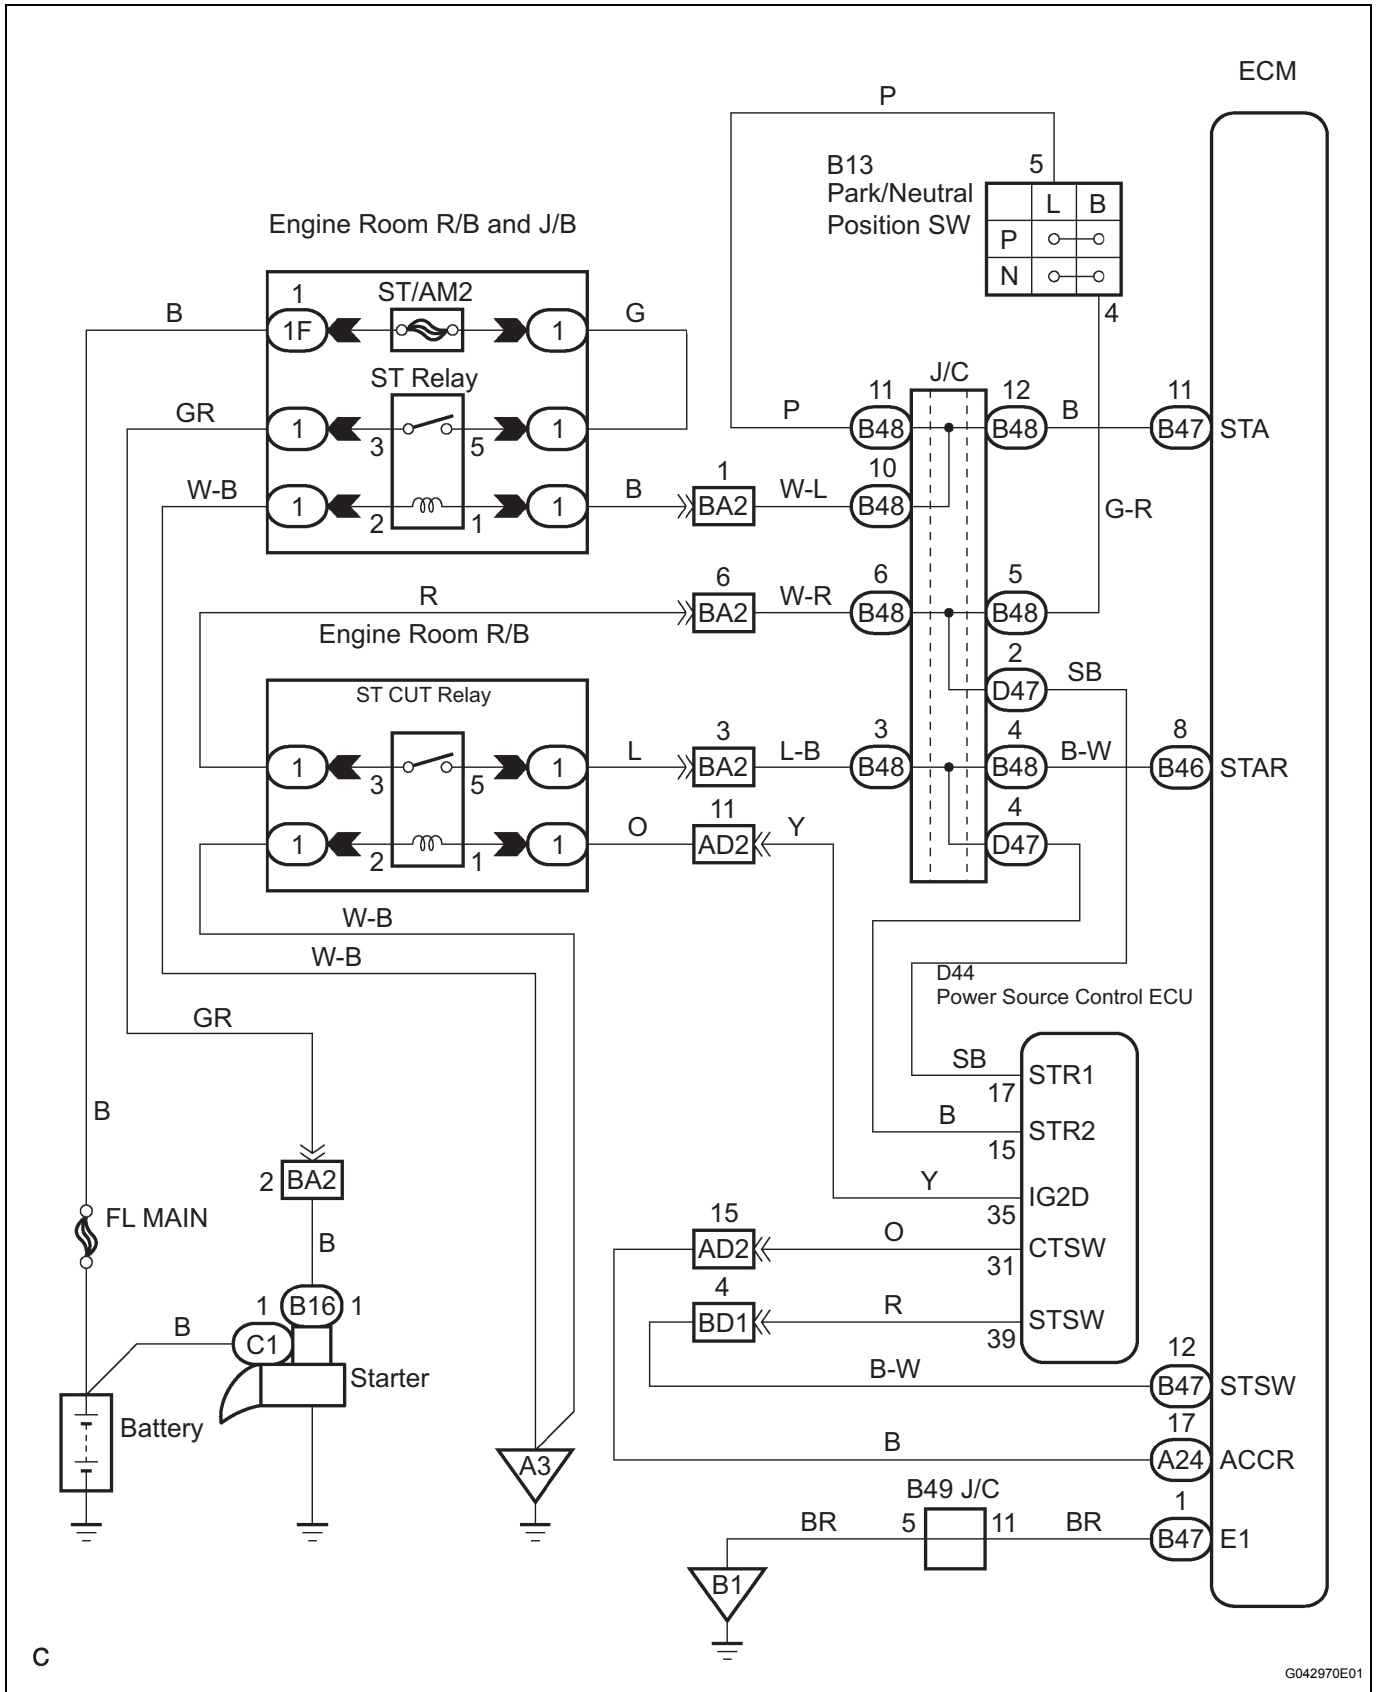 ECM
P
B13
Park/Neutral
Position SW
5
L B
P
N
4
Engine Room R/B and J/B
B
1
1F
ST/AM2
1
G
ST Relay
GR
1
3
5
1
W-B
1
2
1
1
B
1
BA2
W-L
J/C
P
11
B48
12
B48
B
11
B47
STA
10
B48
G-R
R
Engine Room R/B
6
BA2
W-R
6
B48
5
B48
2
D47
SB
ST CUT Relay
1
3
5
1
L
3
BA2
L-B
3
B48
4
B48
B-W
8
B46
STAR
1
2
1
1
O
11
AD2
Y
4
D47
W-B
W-B
GR
D44
Power Source Control ECU
SB
17
STR1
B
15
STR2
Y
35
IG2D
15
AD2
O
31
CTSW
4
BD1
R
39
STSW
B
2
BA2
FL MAIN
B
1
B16
1
B
C1
Starter
Battery
A3
B-W
12
B47
STSW
B
17
A24
ACCR
B49 J/C
BR
5
11
BR
1
B47
E1
B1
C
G042970E01